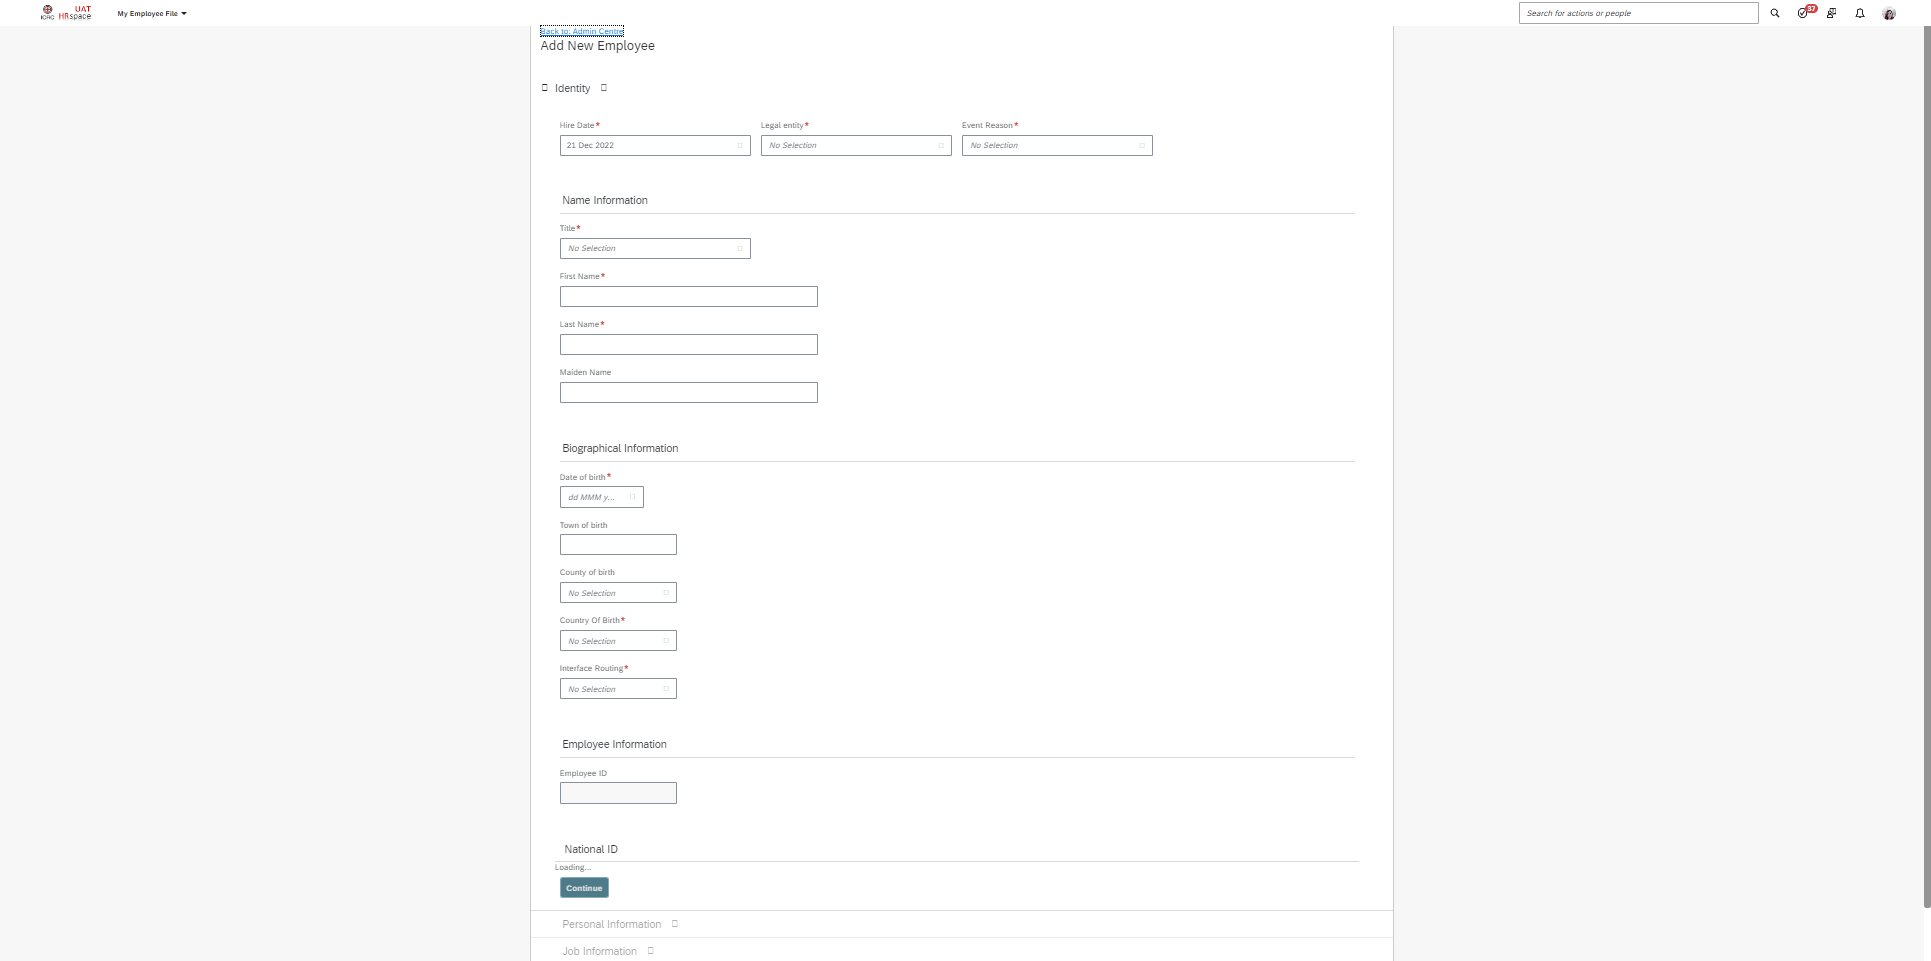 ICRC
UAT
HRspace
My Employee File
Search for actions or people
37
Back to: Admin Centre
Add New Employee
Identity
Hire Date*
Legal entity*
Event Reason*
21 Dec 2022
No Selection
No Selection
Name Information
Title*
No Selection
First Name*
Last Name*
Maiden Name
Biographical Information
Date of birth*
dd MMM y...
Town of birth
County of birth
No Selection
Country Of Birth*
No Selection
Interface Routing*
No Selection
Employee Information
Employee ID
National ID
Loading...
Continue
Personal Information
Job Information